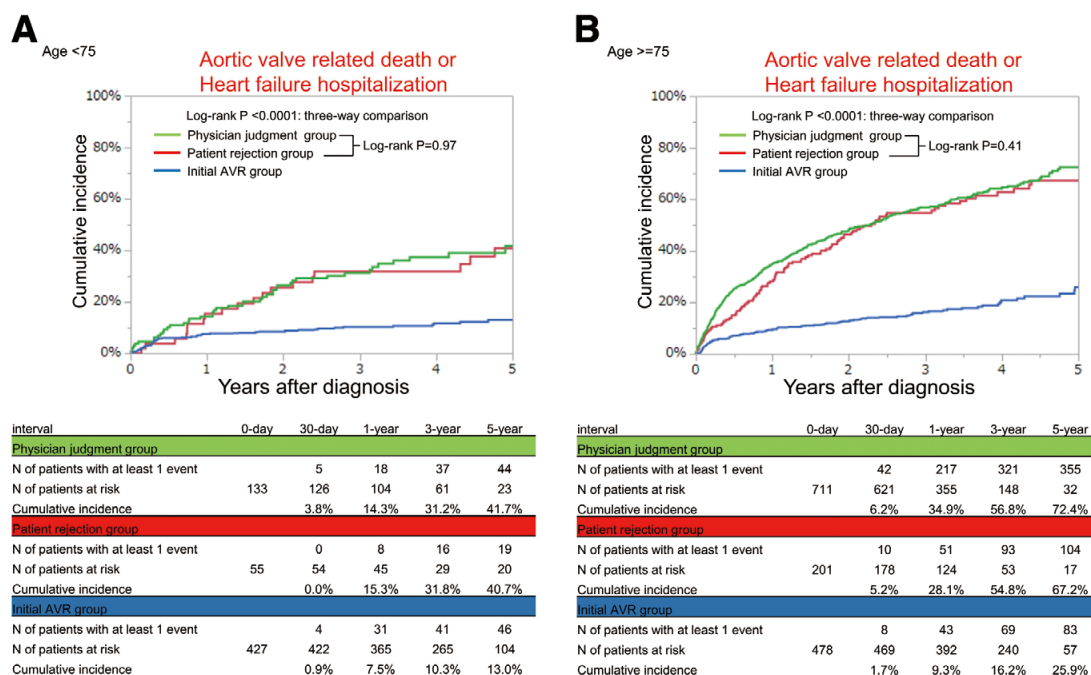 A
Age <75
Aortic valve related death or
Heart failure hospitalization
100%
80%
60%
40%
20%
0%
Cumulative incidence
Log-rank P <0.0001: three-way comparison
Physician judgment group
Patient rejection group
Log-rank P=0.97
Initial AVR group
0 1 2 3 4 5
Years after diagnosis
interval 0-day 30-day 1-year 3-year 5-year
Physician judgment group
N of patients with at least 1 event 5 18 37 44
N of patients at risk 133 126 104 61 23
Cumulative incidence 3.8% 14.3% 31.2% 41.7%
Patient rejection group
N of patients with at least 1 event 0 8 16 19
N of patients at risk 55 54 45 29 20
Cumulative incidence 0.0% 15.3% 31.8% 40.7%
Initial AVR group
N of patients with at least 1 event 4 31 41 46
N of patients at risk 427 422 365 265 104
Cumulative incidence 0.9% 7.5% 10.3% 13.0%
B
Age >=75
Aortic valve related death or
Heart failure hospitalization
100%
80%
60%
40%
20%
0%
Cumulative incidence
Log-rank P <0.0001: three-way comparison
Physician judgment group
Patient rejection group
Log-rank P=0.41
Initial AVR group
0 1 2 3 4 5
Years after diagnosis
interval 0-day 30-day 1-year 3-year 5-year
Physician judgment group
N of patients with at least 1 event 42 217 321 355
N of patients at risk 711 621 355 148 32
Cumulative incidence 6.2% 34.9% 56.8% 72.4%
Patient rejection group
N of patients with at least 1 event 10 51 93 104
N of patients at risk 201 178 124 53 17
Cumulative incidence 5.2% 28.1% 54.8% 67.2%
Initial AVR group
N of patients with at least 1 event 8 43 69 83
N of patients at risk 478 469 392 240 57
Cumulative incidence 1.7% 9.3% 16.2% 25.9%